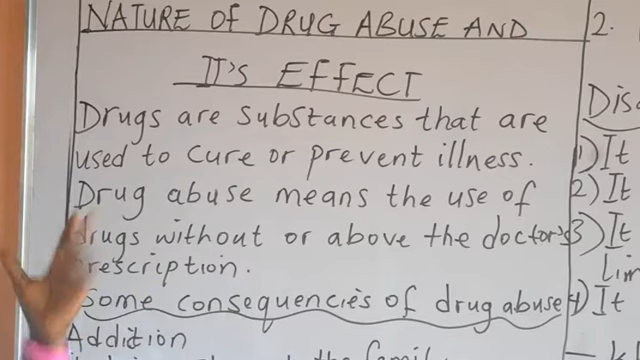 NATURE OF DRUG ABUSE AND
IT'S EFFECT
Drugs are substances that are
used to cure or prevent illness.
Drug abuse means the use of
drugs without or above the doctor's
prescription.
Some consequencies of drug abuse
Addition
2.
1) It
2) It
3) It
4) It